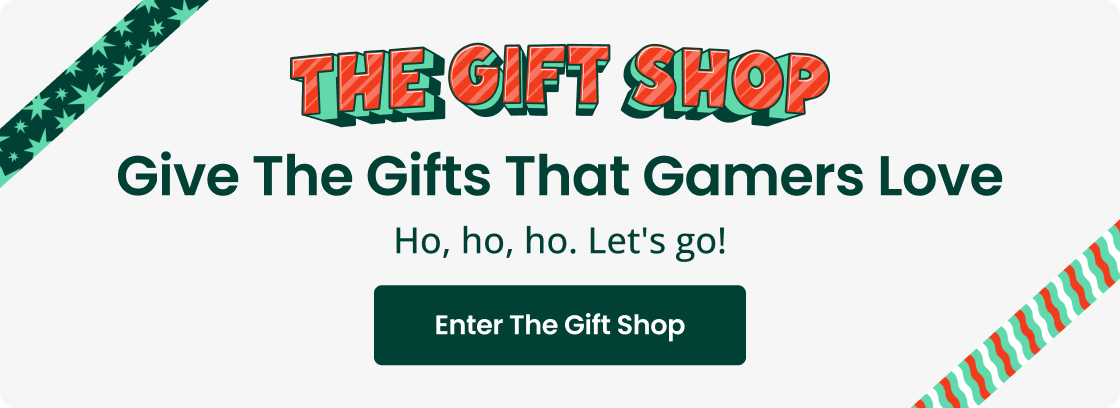 THE GIFT SHOP
Give The Gifts That Gamers Love
Ho, ho, ho. Let's go!
Enter The Gift Shop